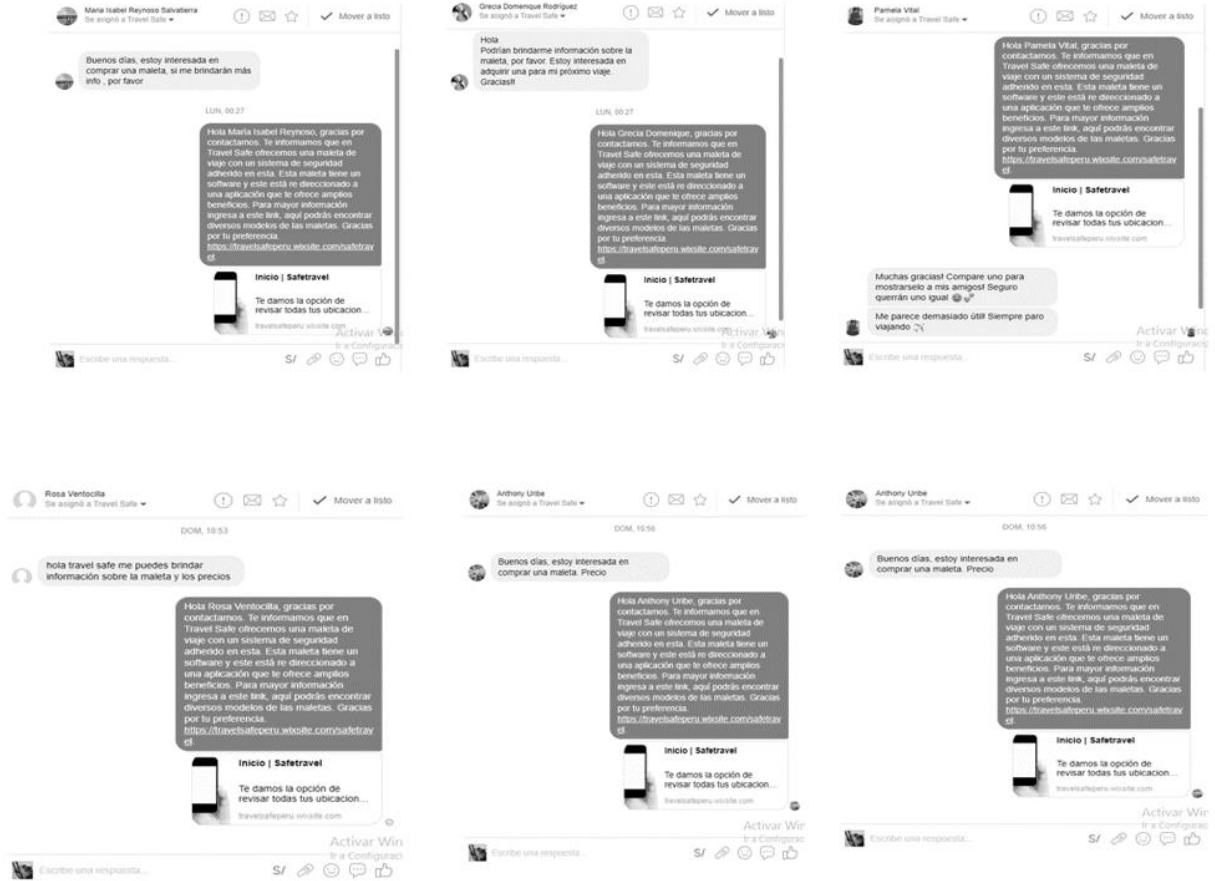 Maria Isabel Reynoso Salvatierra
Se asignó a Travel Safe
Mover a listo
Buenos días, estoy interesada en
comprar una maleta, si me brindarán más
info , por favor
LUN, 00:27
Hola María Isabel Reynoso, gracias por
contactarnos. Te informamos que en
Travel Safe ofrecemos una maleta de
viaje con un sistema de seguridad
adherido en esta. Esta maleta tiene un
software y este está re direccionado a
una aplicación que te ofrece amplios
beneficios. Para mayor información
ingresa a este link, aquí podrás encontrar
diversos modelos de las maletas. Gracias
por tu preferencia.
https://travelsafeperu.wixsite.com/safetrav
el.
Inicio | Safetravel
Te damos la opción de
revisar todas tus ubicacion...
travelsafeperu.wixsite.com
Activar Win
Ir a Configurac
Escribe una respuesta...
S/
Grecia Domenique Rodríguez
Se asignó a Travel Safe
Mover a listo
Hola
Podrían brindarme información sobre la
maleta, por favor. Estoy interesada en
adquirir una para mi próximo viaje.
Gracias!!
LUN, 00:27
Hola Grecia Domenique, gracias por
contactarnos. Te informamos que en
Travel Safe ofrecemos una maleta de
viaje con un sistema de seguridad
adherido en esta. Esta maleta tiene un
software y este está re direccionado a
una aplicación que te ofrece amplios
beneficios. Para mayor información
ingresa a este link, aquí podrás encontrar
diversos modelos de las maletas. Gracias
por tu preferencia.
https://travelsafeperu.wixsite.com/safetrav
el.
Inicio | Safetravel
Te damos la opción de
revisar todas tus ubicacion...
travelsafeperu.wixsite.com
Activar Win
Ir a Configurac
Escribe una respuesta...
S/
Pamela Vital
Se asignó a Travel Safe
Mover a listo
Hola Pamela Vital, gracias por
contactarnos. Te informamos que en
Travel Safe ofrecemos una maleta de
viaje con un sistema de seguridad
adherido en esta. Esta maleta tiene un
software y este está re direccionado a
una aplicación que te ofrece amplios
beneficios. Para mayor información
ingresa a este link, aquí podrás encontrar
diversos modelos de las maletas. Gracias
por tu preferencia.
https://travelsafeperu.wixsite.com/safetrav
el.
Inicio | Safetravel
Te damos la opción de
revisar todas tus ubicacion...
travelsafeperu.wixsite.com
Muchas gracias! Compare uno para
mostrarselo a mis amigos! Seguro
querrán uno igual
Me parece demasiado útil! Siempre paro
viajando
Activar Winc
Ir a Configurac
Escribe una respuesta...
S/
Rosa Ventocilla
Se asignó a Travel Safe
Mover a listo
DOM, 10:53
hola travel safe me puedes brindar
información sobre la maleta y los precios
Hola Rosa Ventocilla, gracias por
contactarnos. Te informamos que en
Travel Safe ofrecemos una maleta de
viaje con un sistema de seguridad
adherido en esta. Esta maleta tiene un
software y este está re direccionado a
una aplicación que te ofrece amplios
beneficios. Para mayor información
ingresa a este link, aquí podrás encontrar
diversos modelos de las maletas. Gracias
por tu preferencia.
https://travelsafeperu.wixsite.com/safetrav
el.
Inicio | Safetravel
Te damos la opción de
revisar todas tus ubicacion...
travelsafeperu.wixsite.com
Activar Win
Ir a Configuraci
Escribe una respuesta...
S/
Anthony Uribe
Se asignó a Travel Safe
Mover a listo
DOM, 10:56
Buenos días, estoy interesada en
comprar una maleta. Precio
Hola Anthony Uribe, gracias por
contactarnos. Te informamos que en
Travel Safe ofrecemos una maleta de
viaje con un sistema de seguridad
adherido en esta. Esta maleta tiene un
software y este está re direccionado a
una aplicación que te ofrece amplios
beneficios. Para mayor información
ingresa a este link, aquí podrás encontrar
diversos modelos de las maletas. Gracias
por tu preferencia.
https://travelsafeperu.wixsite.com/safetrav
el.
Inicio | Safetravel
Te damos la opción de
revisar todas tus ubicacion...
travelsafeperu.wixsite.com
Activar Wir
Ir a Configurac
Escribe una respuesta...
S/
Anthony Uribe
Se asignó a Travel Safe
Mover a listo
DOM, 10:56
Buenos días, estoy interesada en
comprar una maleta. Precio
Hola Anthony Uribe, gracias por
contactarnos. Te informamos que en
Travel Safe ofrecemos una maleta de
viaje con un sistema de seguridad
adherido en esta. Esta maleta tiene un
software y este está re direccionado a
una aplicación que te ofrece amplios
beneficios. Para mayor información
ingresa a este link, aquí podrás encontrar
diversos modelos de las maletas. Gracias
por tu preferencia.
https://travelsafeperu.wixsite.com/safetrav
el.
Inicio | Safetravel
Te damos la opción de
revisar todas tus ubicacion...
travelsafeperu.wixsite.com
Activar Wir
Ir a Configurac
Escribe una respuesta...
S/